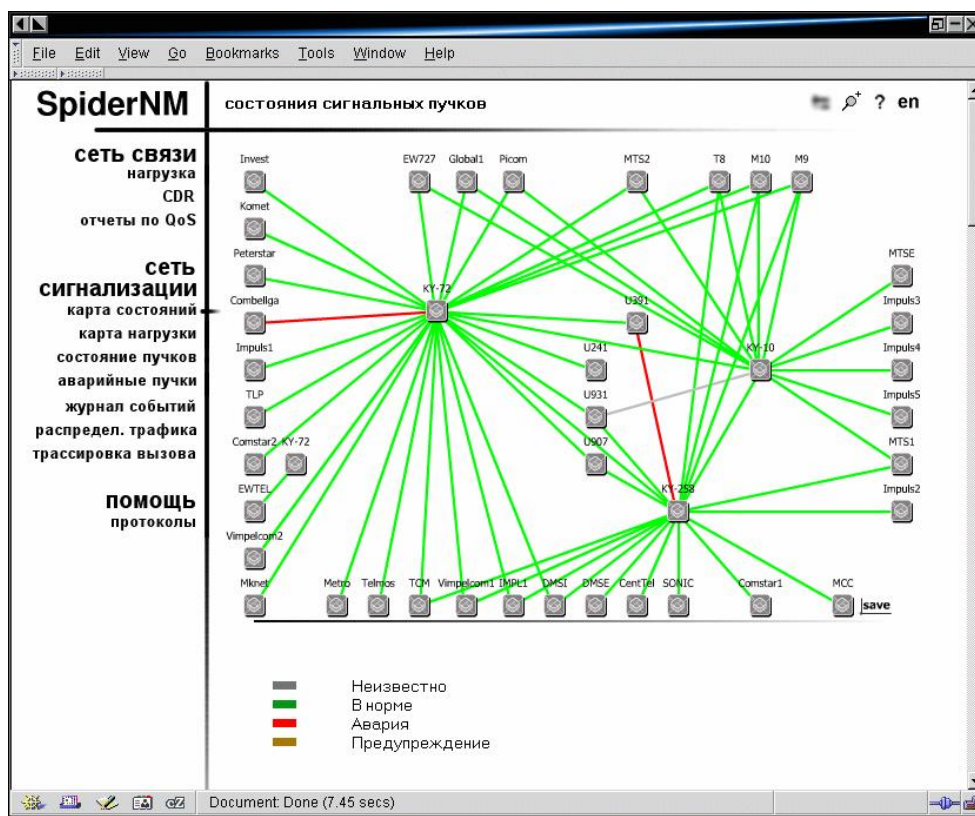 File Edit View Go Bookmarks Tools Window Help
SpiderNM
состояния сигнальных пучков
? en
сеть связи
нагрузка
CDR
отчеты по QoS
сеть
сигнализации
карта состояний
карта нагрузки
состояние пучков
аварийные пучки
журнал событий
распредел. трафика
трассировка вызова
помощь
протоколы
Invest EW727 Global1 Picom MTS2 T8 M10 M9
Komet
Peterstar MTSE
KY-72
Combellga U391 Impuls3
Impuls1 U241 KY-10 Impuls4
TLP U931 Impuls5
Comstar2 KY-72 U907 MTS1
EWTEL KY-258 Impuls2
Vimpelcom2
Mknet Metro Telmos TCM Vimpelcom1 IMPL1 DMSI DMSE CentTel SONIC Comstar1 MCC
save
Неизвестно
В норме
Авария
Предупреждение
Document: Done (7.45 secs)